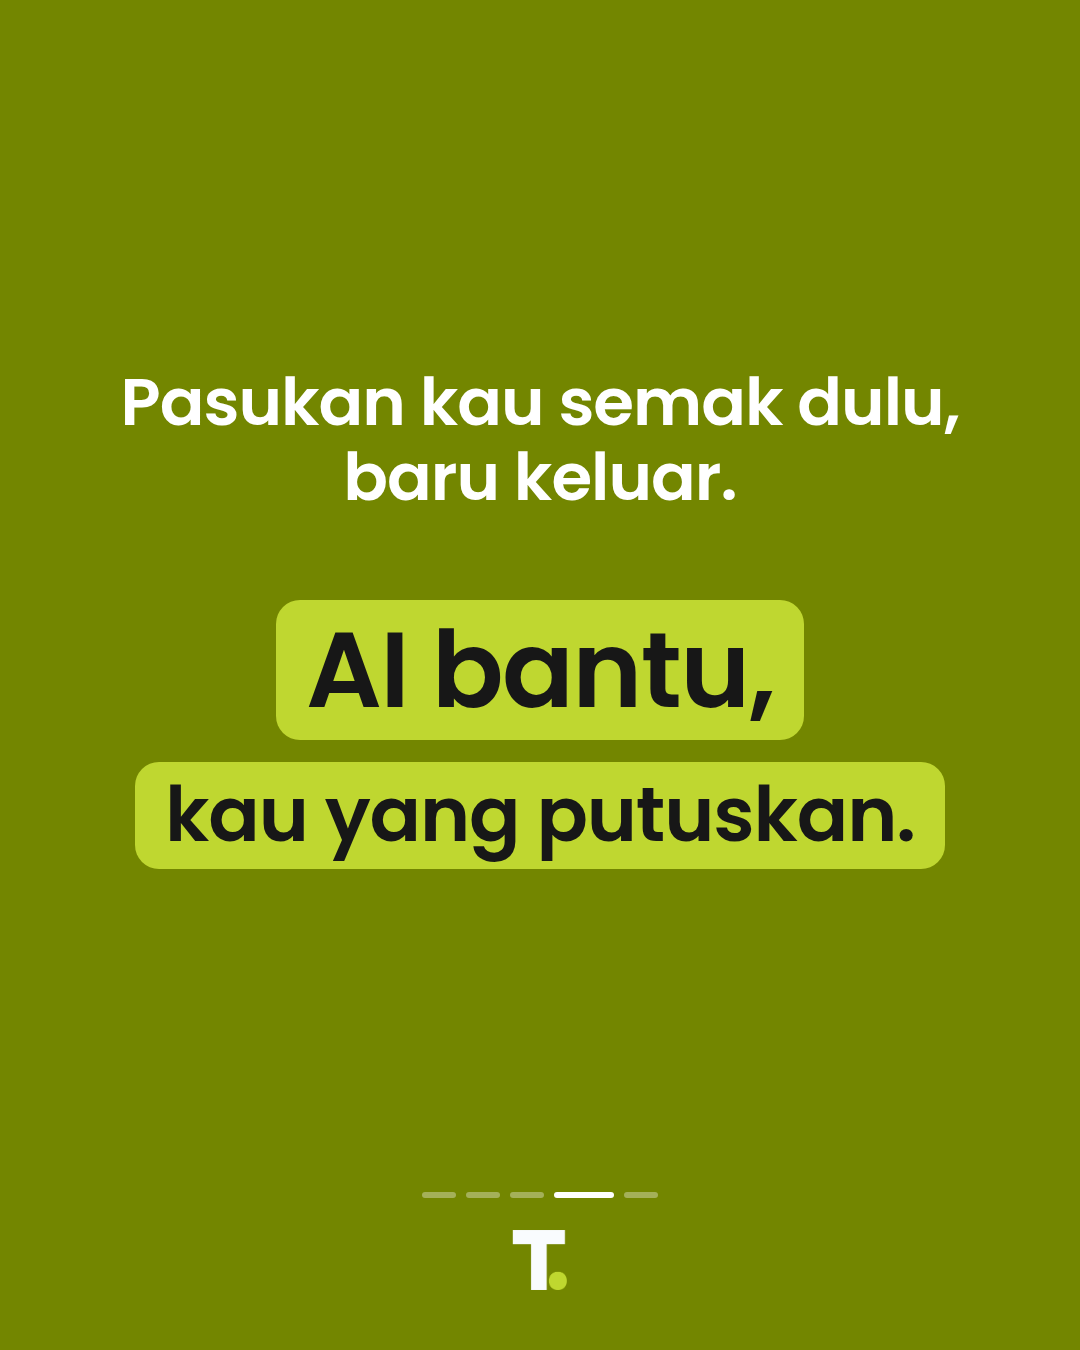 Pasukan kau semak dulu,
baru keluar.
AI bantu,
kau yang putuskan.
T.